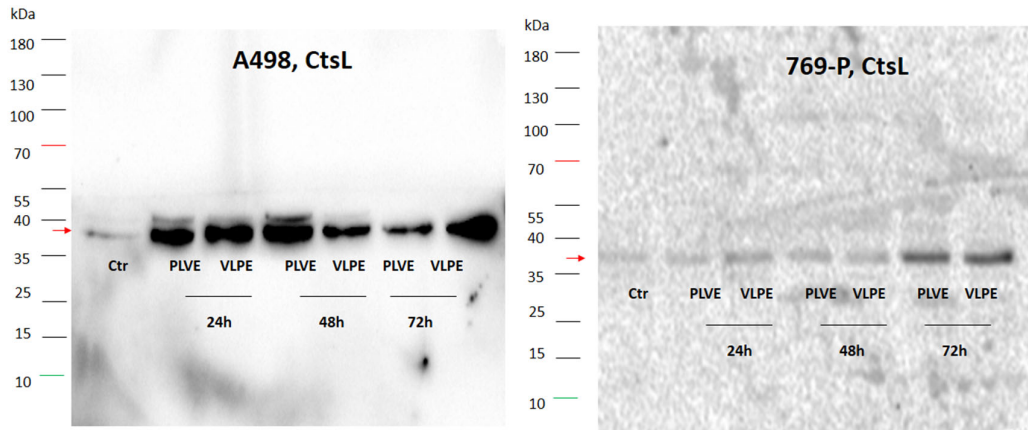 kDa
180
130
100
70
55
40
35
25
15
10
A498, CtsL
Ctr PLVE VLPE PLVE VLPE PLVE VLPE
24h 48h 72h
kDa
180
130
100
70
55
40
35
25
15
10
769-P, CtsL
Ctr PLVE VLPE PLVE VLPE PLVE VLPE
24h 48h 72h